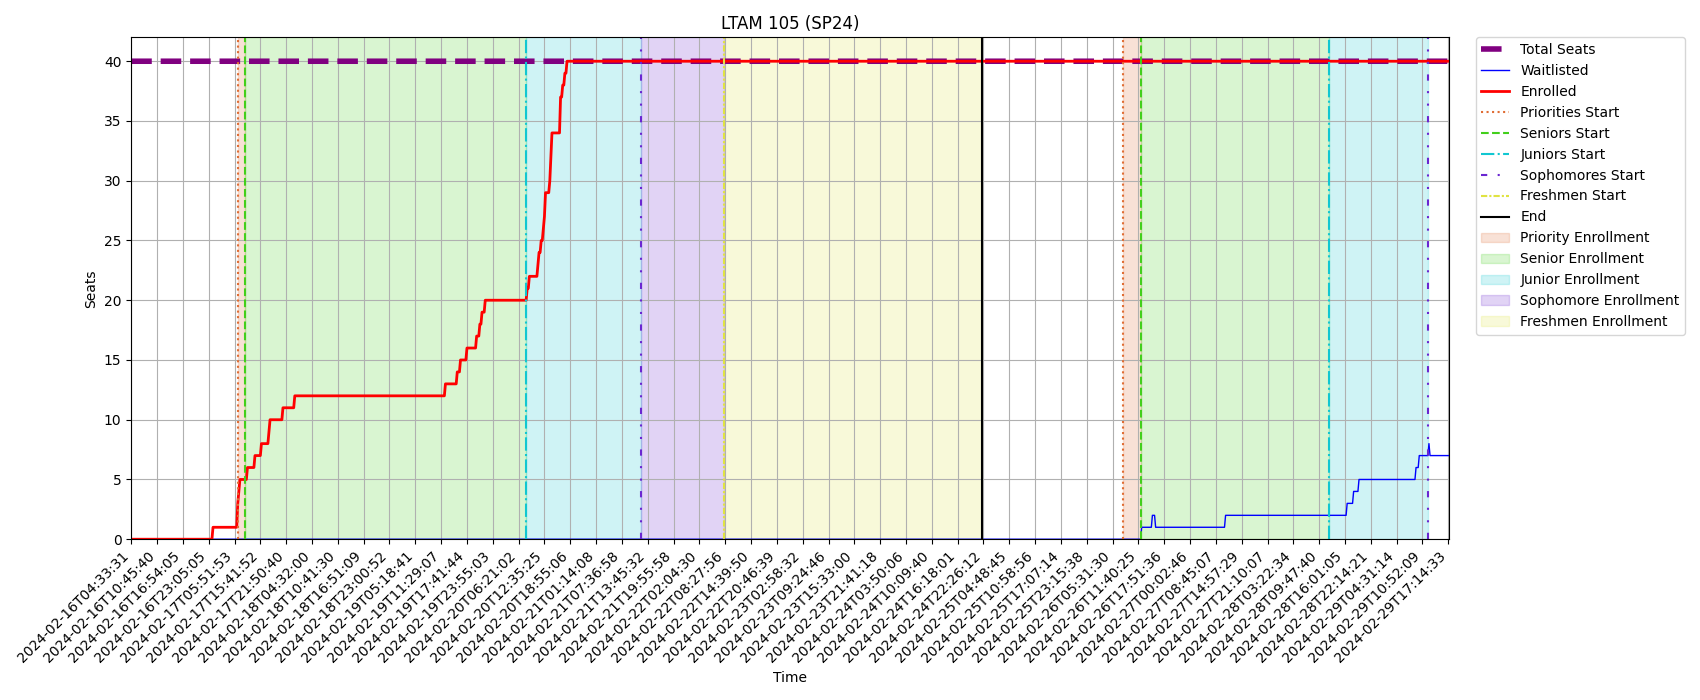 LTAM 105 (SP24)
Seats
40
35
30
25
20
15
10
5
0
2024-02-16T04:33:31
2024-02-16T10:45:40
2024-02-16T16:54:05
2024-02-16T23:05:05
2024-02-17T05:51:53
2024-02-17T15:41:52
2024-02-17T21:50:40
2024-02-18T04:32:00
2024-02-18T10:41:30
2024-02-18T16:51:09
2024-02-18T23:00:52
2024-02-19T05:18:41
2024-02-19T11:29:07
2024-02-19T17:41:44
2024-02-19T23:55:03
2024-02-20T06:21:02
2024-02-20T12:35:25
2024-02-20T18:55:06
2024-02-21T01:14:08
2024-02-21T07:36:58
2024-02-21T13:45:32
2024-02-21T19:55:58
2024-02-22T02:04:30
2024-02-22T08:27:56
2024-02-22T14:39:50
2024-02-22T20:46:39
2024-02-23T02:58:32
2024-02-23T09:24:46
2024-02-23T15:33:00
2024-02-23T21:41:18
2024-02-24T03:50:06
2024-02-24T10:09:40
2024-02-24T16:18:01
2024-02-24T22:26:12
2024-02-25T04:48:45
2024-02-25T10:58:56
2024-02-25T17:07:14
2024-02-25T23:15:38
2024-02-26T05:31:30
2024-02-26T11:40:25
2024-02-26T17:51:36
2024-02-27T00:02:46
2024-02-27T08:45:07
2024-02-27T14:57:29
2024-02-27T21:10:07
2024-02-28T03:22:34
2024-02-28T09:47:40
2024-02-28T16:01:05
2024-02-28T22:14:21
2024-02-29T04:31:14
2024-02-29T10:52:09
2024-02-29T17:14:33
Time
Total Seats
Waitlisted
Enrolled
Priorities Start
Seniors Start
Juniors Start
Sophomores Start
Freshmen Start
End
Priority Enrollment
Senior Enrollment
Junior Enrollment
Sophomore Enrollment
Freshmen Enrollment